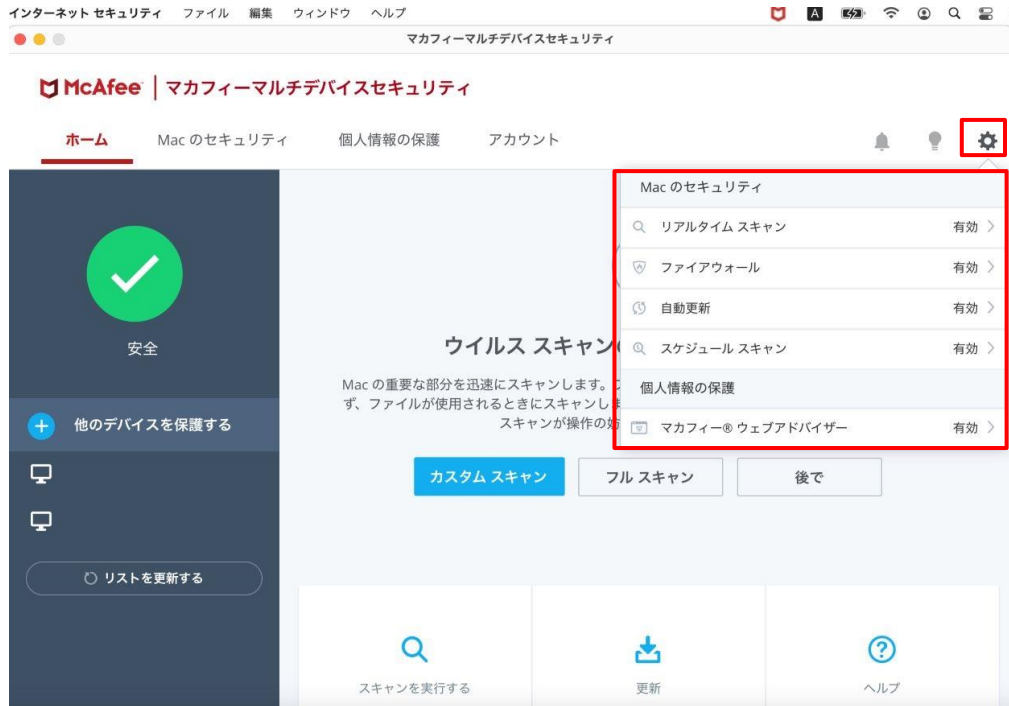 インターネット セキュリティ ファイル 編集 ウィンドウ ヘルプ A
マカフィーマルチデバイスセキュリティ
McAfee マカフィーマルチデバイスセキュリティ
ホーム Mac のセキュリティ 個人情報の保護 アカウント
Mac のセキュリティ
リアルタイム スキャン 有効
ファイアウォール 有効
自動更新 有効
スケジュール スキャン 有効
個人情報の保護
マカフィー® ウェブアドバイザー 有効
安全
他のデバイスを保護する
リストを更新する
ウイルス スキャン
Mac の重要な部分を迅速にスキャンします。
ず、ファイルが使用されるときにスキャンし
スキャンが操作の
カスタム スキャン フル スキャン 後で
スキャンを実行する 更新 ヘルプ